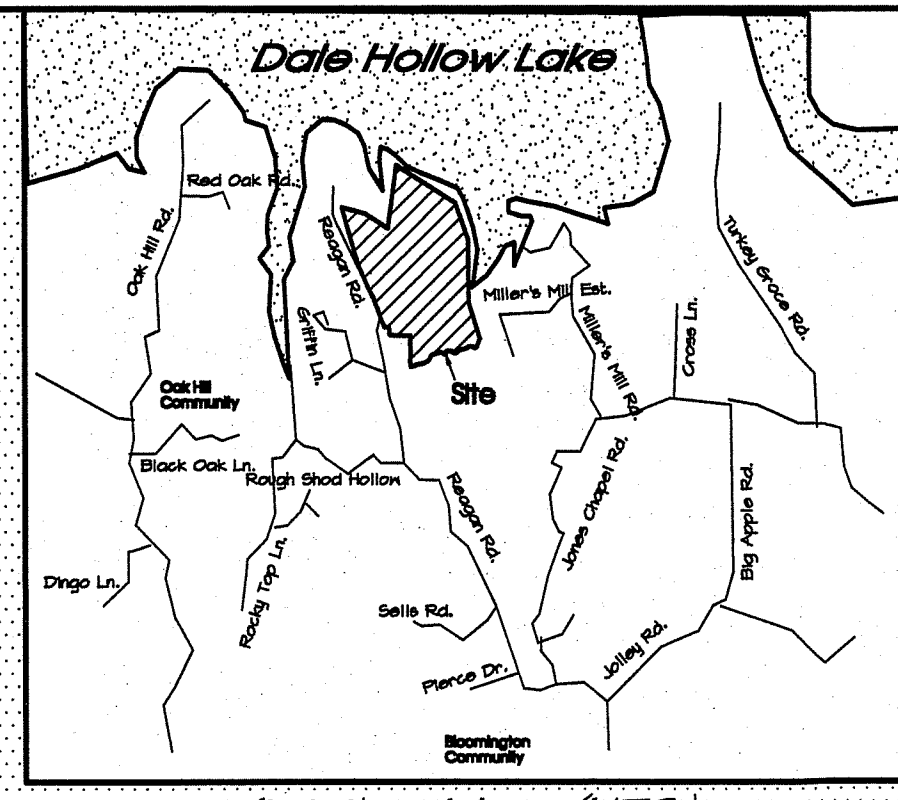 Dale Hollow Lake
Red Oak Rd.
Oak Hill Rd.
Reagan Rd.
Turkey Groce Rd.
Miller's Mill Est.
Griffin Ln.
Miller's Mill Rd.
Cross Ln.
Site
Oak Hill
Community
Black Oak Ln.
Rough Shod Hollow
Reagan Rd.
Jones Chapel Rd.
Big Apple Rd.
Dingo Ln.
Rocky Top Ln.
Sells Rd.
Jolley Rd.
Pierce Dr.
Bloomington
Community